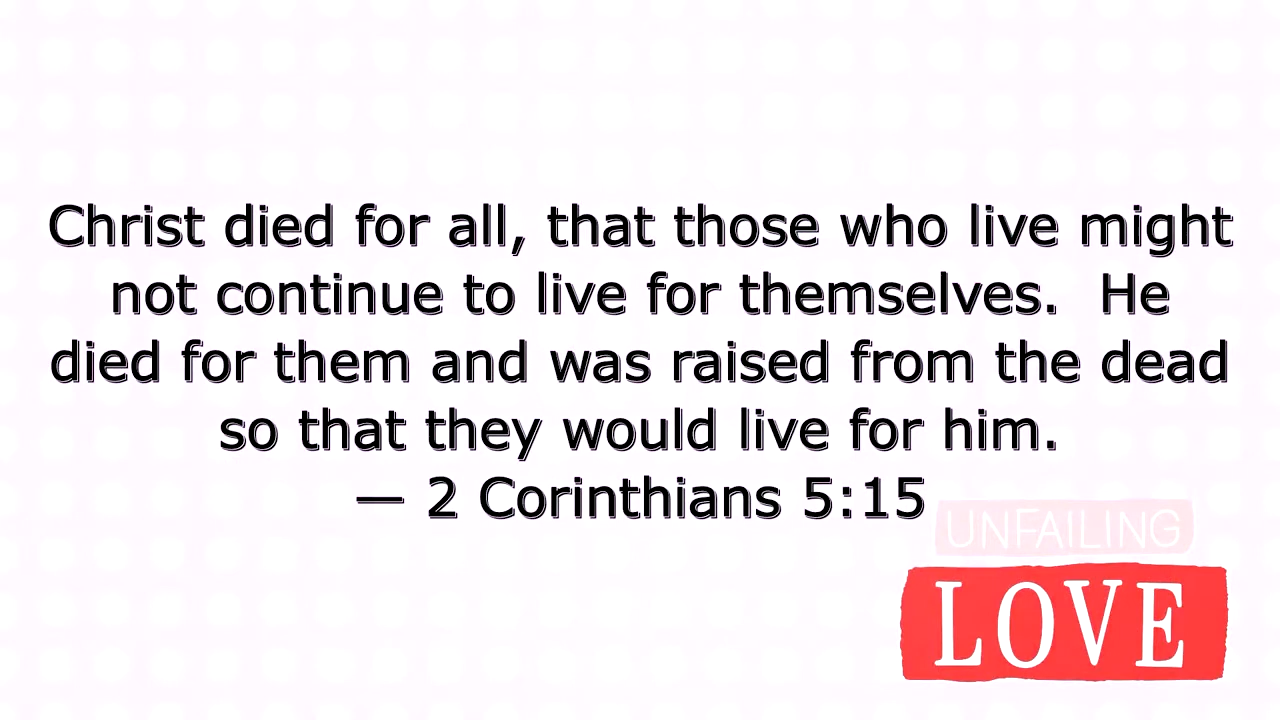 Christ died for all, that those who live might
not continue to live for themselves.  He
died for them and was raised from the dead
so that they would live for him.
— 2 Corinthians 5:15
UNFAILING
LOVE